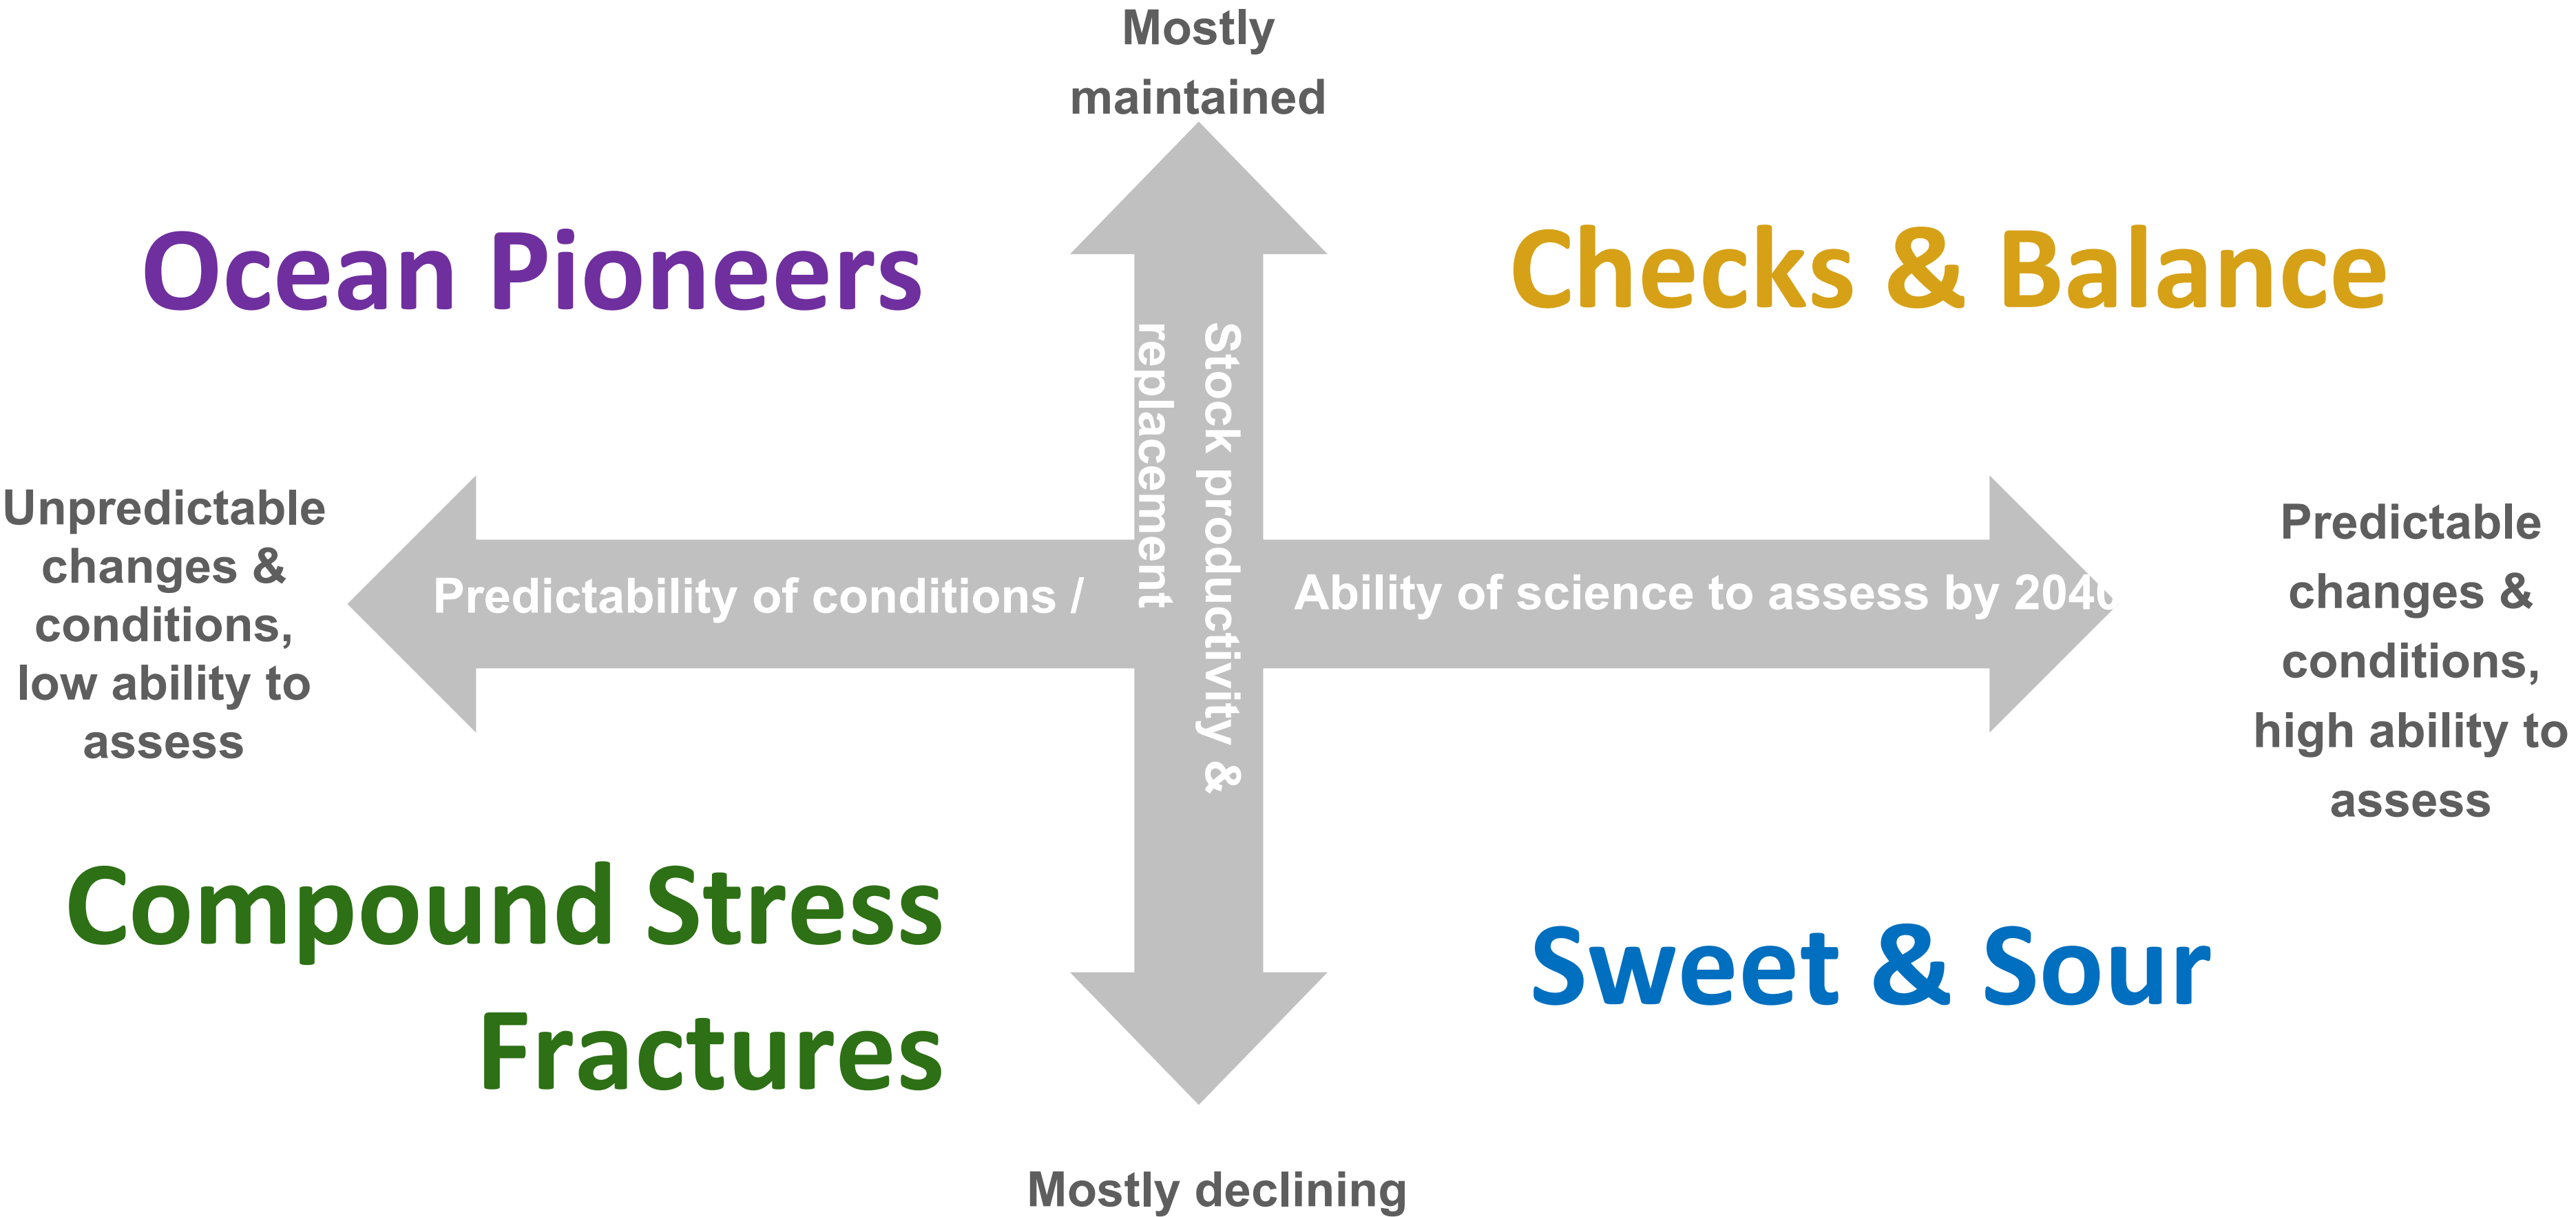 Mostly
maintained
Ocean Pioneers
Checks & Balance
Stock productivity &
replacement
Unpredictable
changes &
conditions,
low ability to
assess
Predictability of conditions /
Ability of science to assess by 2040
Predictable
changes &
conditions,
high ability to
assess
Compound Stress
Fractures
Sweet & Sour
Mostly declining